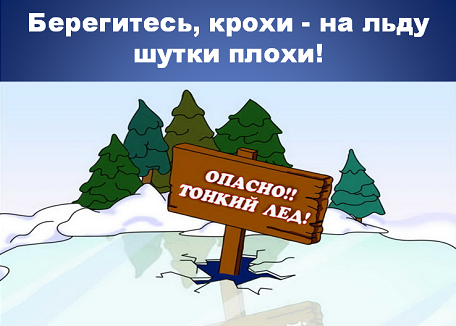 Берегитесь, крохи - на льду
шутки плохи!
ОПАСНО!!
ТОНКИЙ ЛЕД!